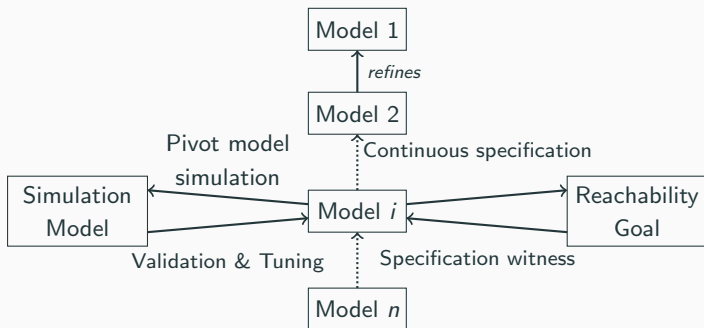 Model 1
refines
Model 2
Pivot model
simulation
Continuous specification
Simulation
Model
Model i
Reachability
Goal
Validation & Tuning
Specification witness
Model n